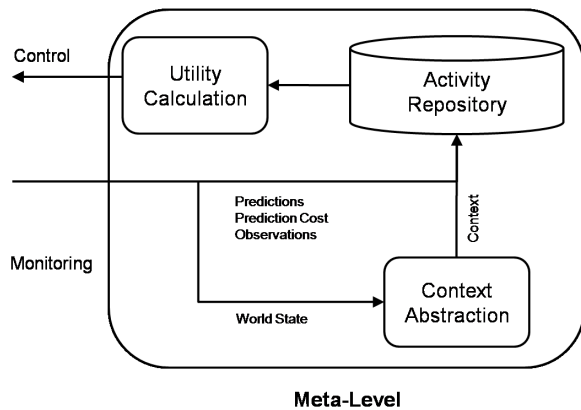 Control
Utility
Calculation
Activity
Repository
Predictions
Prediction Cost
Observations
Context
Monitoring
World State
Context
Abstraction
Meta-Level